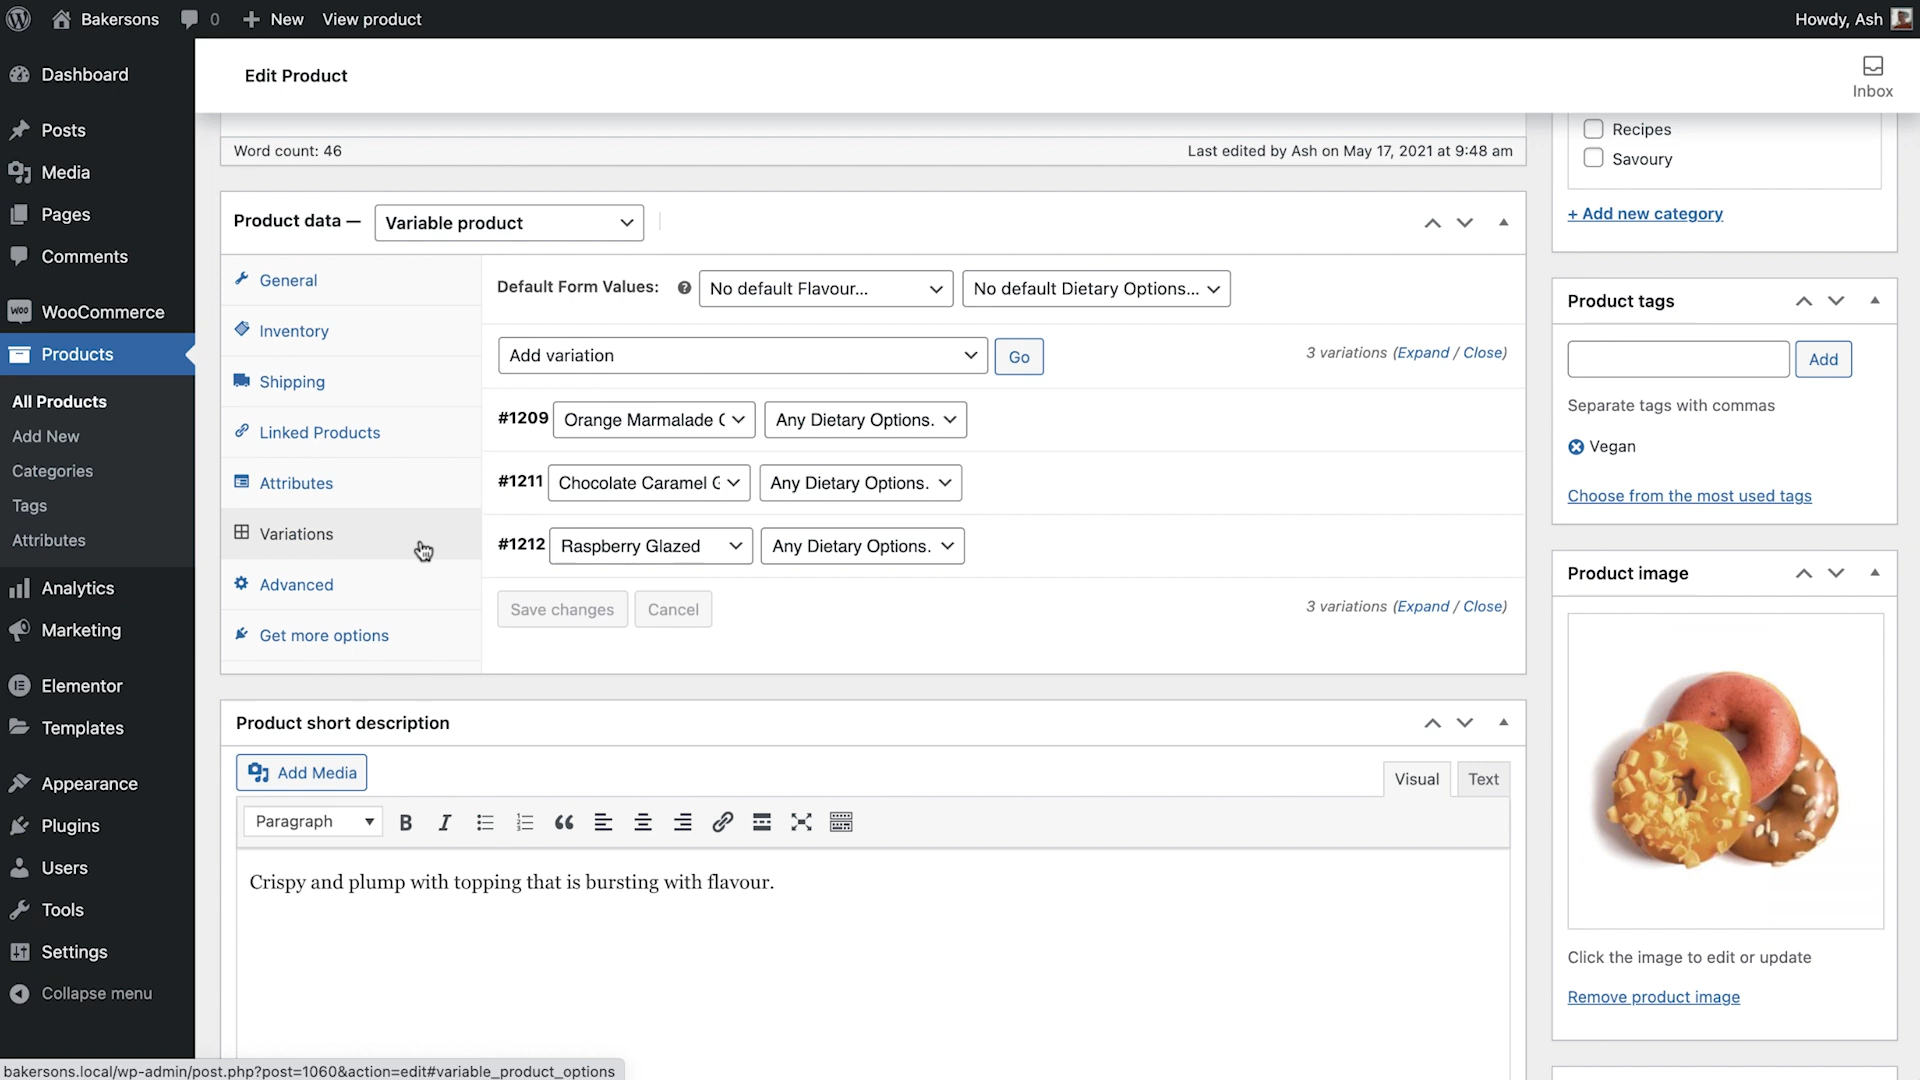 Bakersons 0 New View product Howdy, Ash
Dashboard
Posts
Media
Pages
Comments
WOO WooCommerce
Products
All Products
Add New
Categories
Tags
Attributes
Analytics
Marketing
Elementor
Templates
Appearance
Plugins
Users
Tools
Settings
Collapse menu
Edit Product
Inbox
Word count: 46 Last edited by Ash on May 17, 2021 at 9:48 am
Product data — Variable product
General
Inventory
Shipping
Linked Products
Attributes
Variations
Advanced
Get more options
Default Form Values: No default Flavour... No default Dietary Options...
Add variation Go 3 variations (Expand / Close)
#1209 Orange Marmalade Any Dietary Options.
#1211 Chocolate Caramel Any Dietary Options.
#1212 Raspberry Glazed Any Dietary Options.
Save changes Cancel 3 variations (Expand / Close)
Product short description
Add Media
Visual Text
Paragraph
Crispy and plump with topping that is bursting with flavour.
Recipes
Savoury
+ Add new category
Product tags
Add
Separate tags with commas
Vegan
Choose from the most used tags
Product image
Click the image to edit or update
Remove product image
bakersons.local/wp-admin/post.php?post=1060&action=edit#variable_product_options